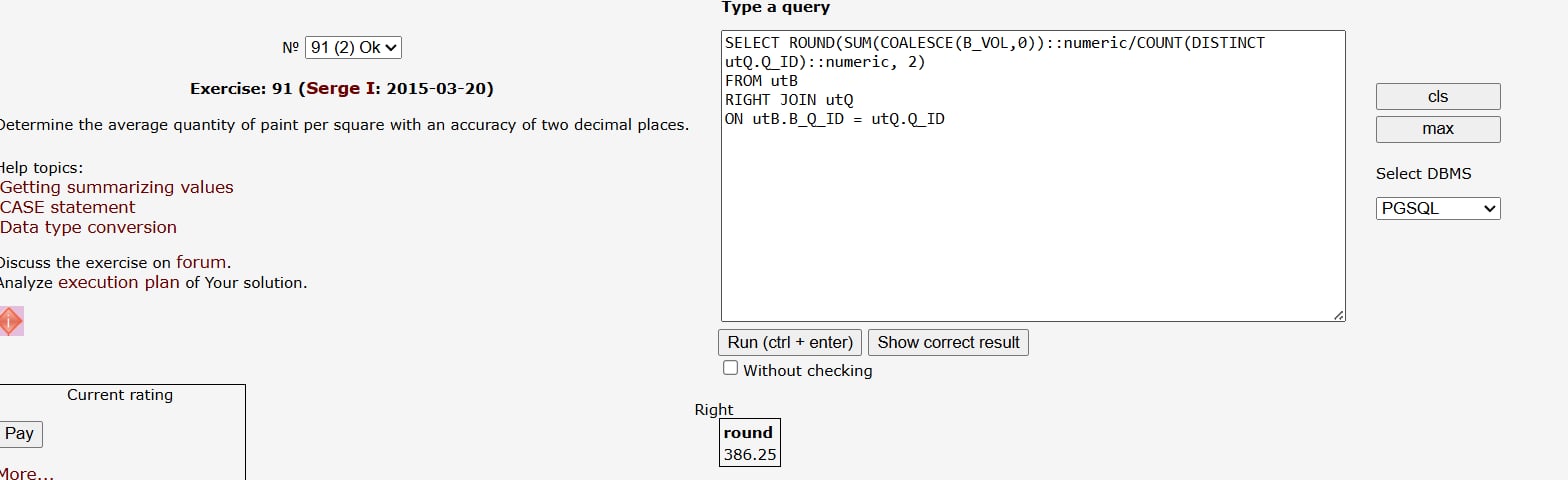 № 91 (2) Ok
Exercise: 91 (Serge I: 2015-03-20)
Determine the average quantity of paint per square with an accuracy of two decimal places.
Help topics:
Getting summarizing values
CASE statement
Data type conversion
Discuss the exercise on forum.
Analyze execution plan of Your solution.
Current rating
Pay
More...
Type a query
SELECT ROUND(SUM(COALESCE(B_VOL,0))::numeric/COUNT(DISTINCT
utQ.Q_ID)::numeric, 2)
FROM utB
RIGHT JOIN utQ
ON utB.B_Q_ID = utQ.Q_ID
Run (ctrl + enter) Show correct result
Without checking
Right
round
386.25
cls
max
Select DBMS
PGSQL